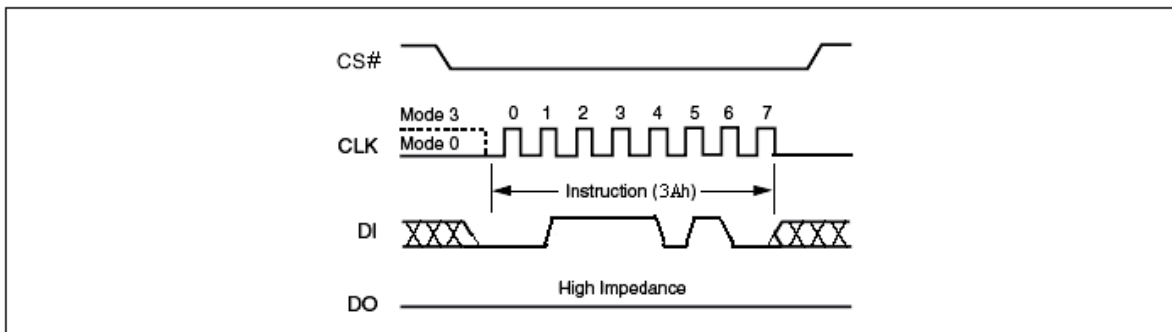 CS#
Mode 3 0 1 2 3 4 5 6 7
CLK Mode 0
Instruction (3Ah)
DI
High Impedance
DO